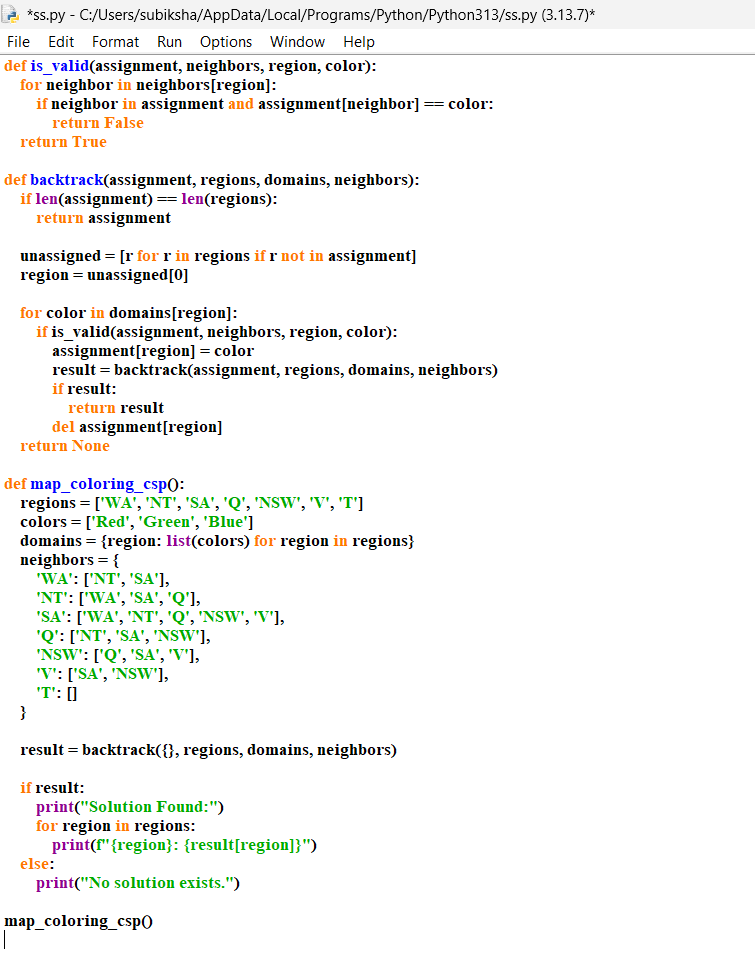 *ss.py - C:/Users/subiksha/AppData/Local/Programs/Python/Python313/ss.py (3.13.7)*
File Edit Format Run Options Window Help
def is_valid(assignment, neighbors, region, color):
    for neighbor in neighbors[region]:
        if neighbor in assignment and assignment[neighbor] == color:
            return False
    return True

def backtrack(assignment, regions, domains, neighbors):
    if len(assignment) == len(regions):
        return assignment

    unassigned = [r for r in regions if r not in assignment]
    region = unassigned[0]

    for color in domains[region]:
        if is_valid(assignment, neighbors, region, color):
            assignment[region] = color
            result = backtrack(assignment, regions, domains, neighbors)
            if result:
                return result
            del assignment[region]
    return None

def map_coloring_csp():
    regions = ['WA', 'NT', 'SA', 'Q', 'NSW', 'V', 'T']
    colors = ['Red', 'Green', 'Blue']
    domains = {region: list(colors) for region in regions}
    neighbors = {
        'WA': ['NT', 'SA'],
        'NT': ['WA', 'SA', 'Q'],
        'SA': ['WA', 'NT', 'Q', 'NSW', 'V'],
        'Q': ['NT', 'SA', 'NSW'],
        'NSW': ['Q', 'SA', 'V'],
        'V': ['SA', 'NSW'],
        'T': []
    }

    result = backtrack({}, regions, domains, neighbors)

    if result:
        print("Solution Found:")
        for region in regions:
            print(f"{region}: {result[region]}")
    else:
        print("No solution exists.")

map_coloring_csp()